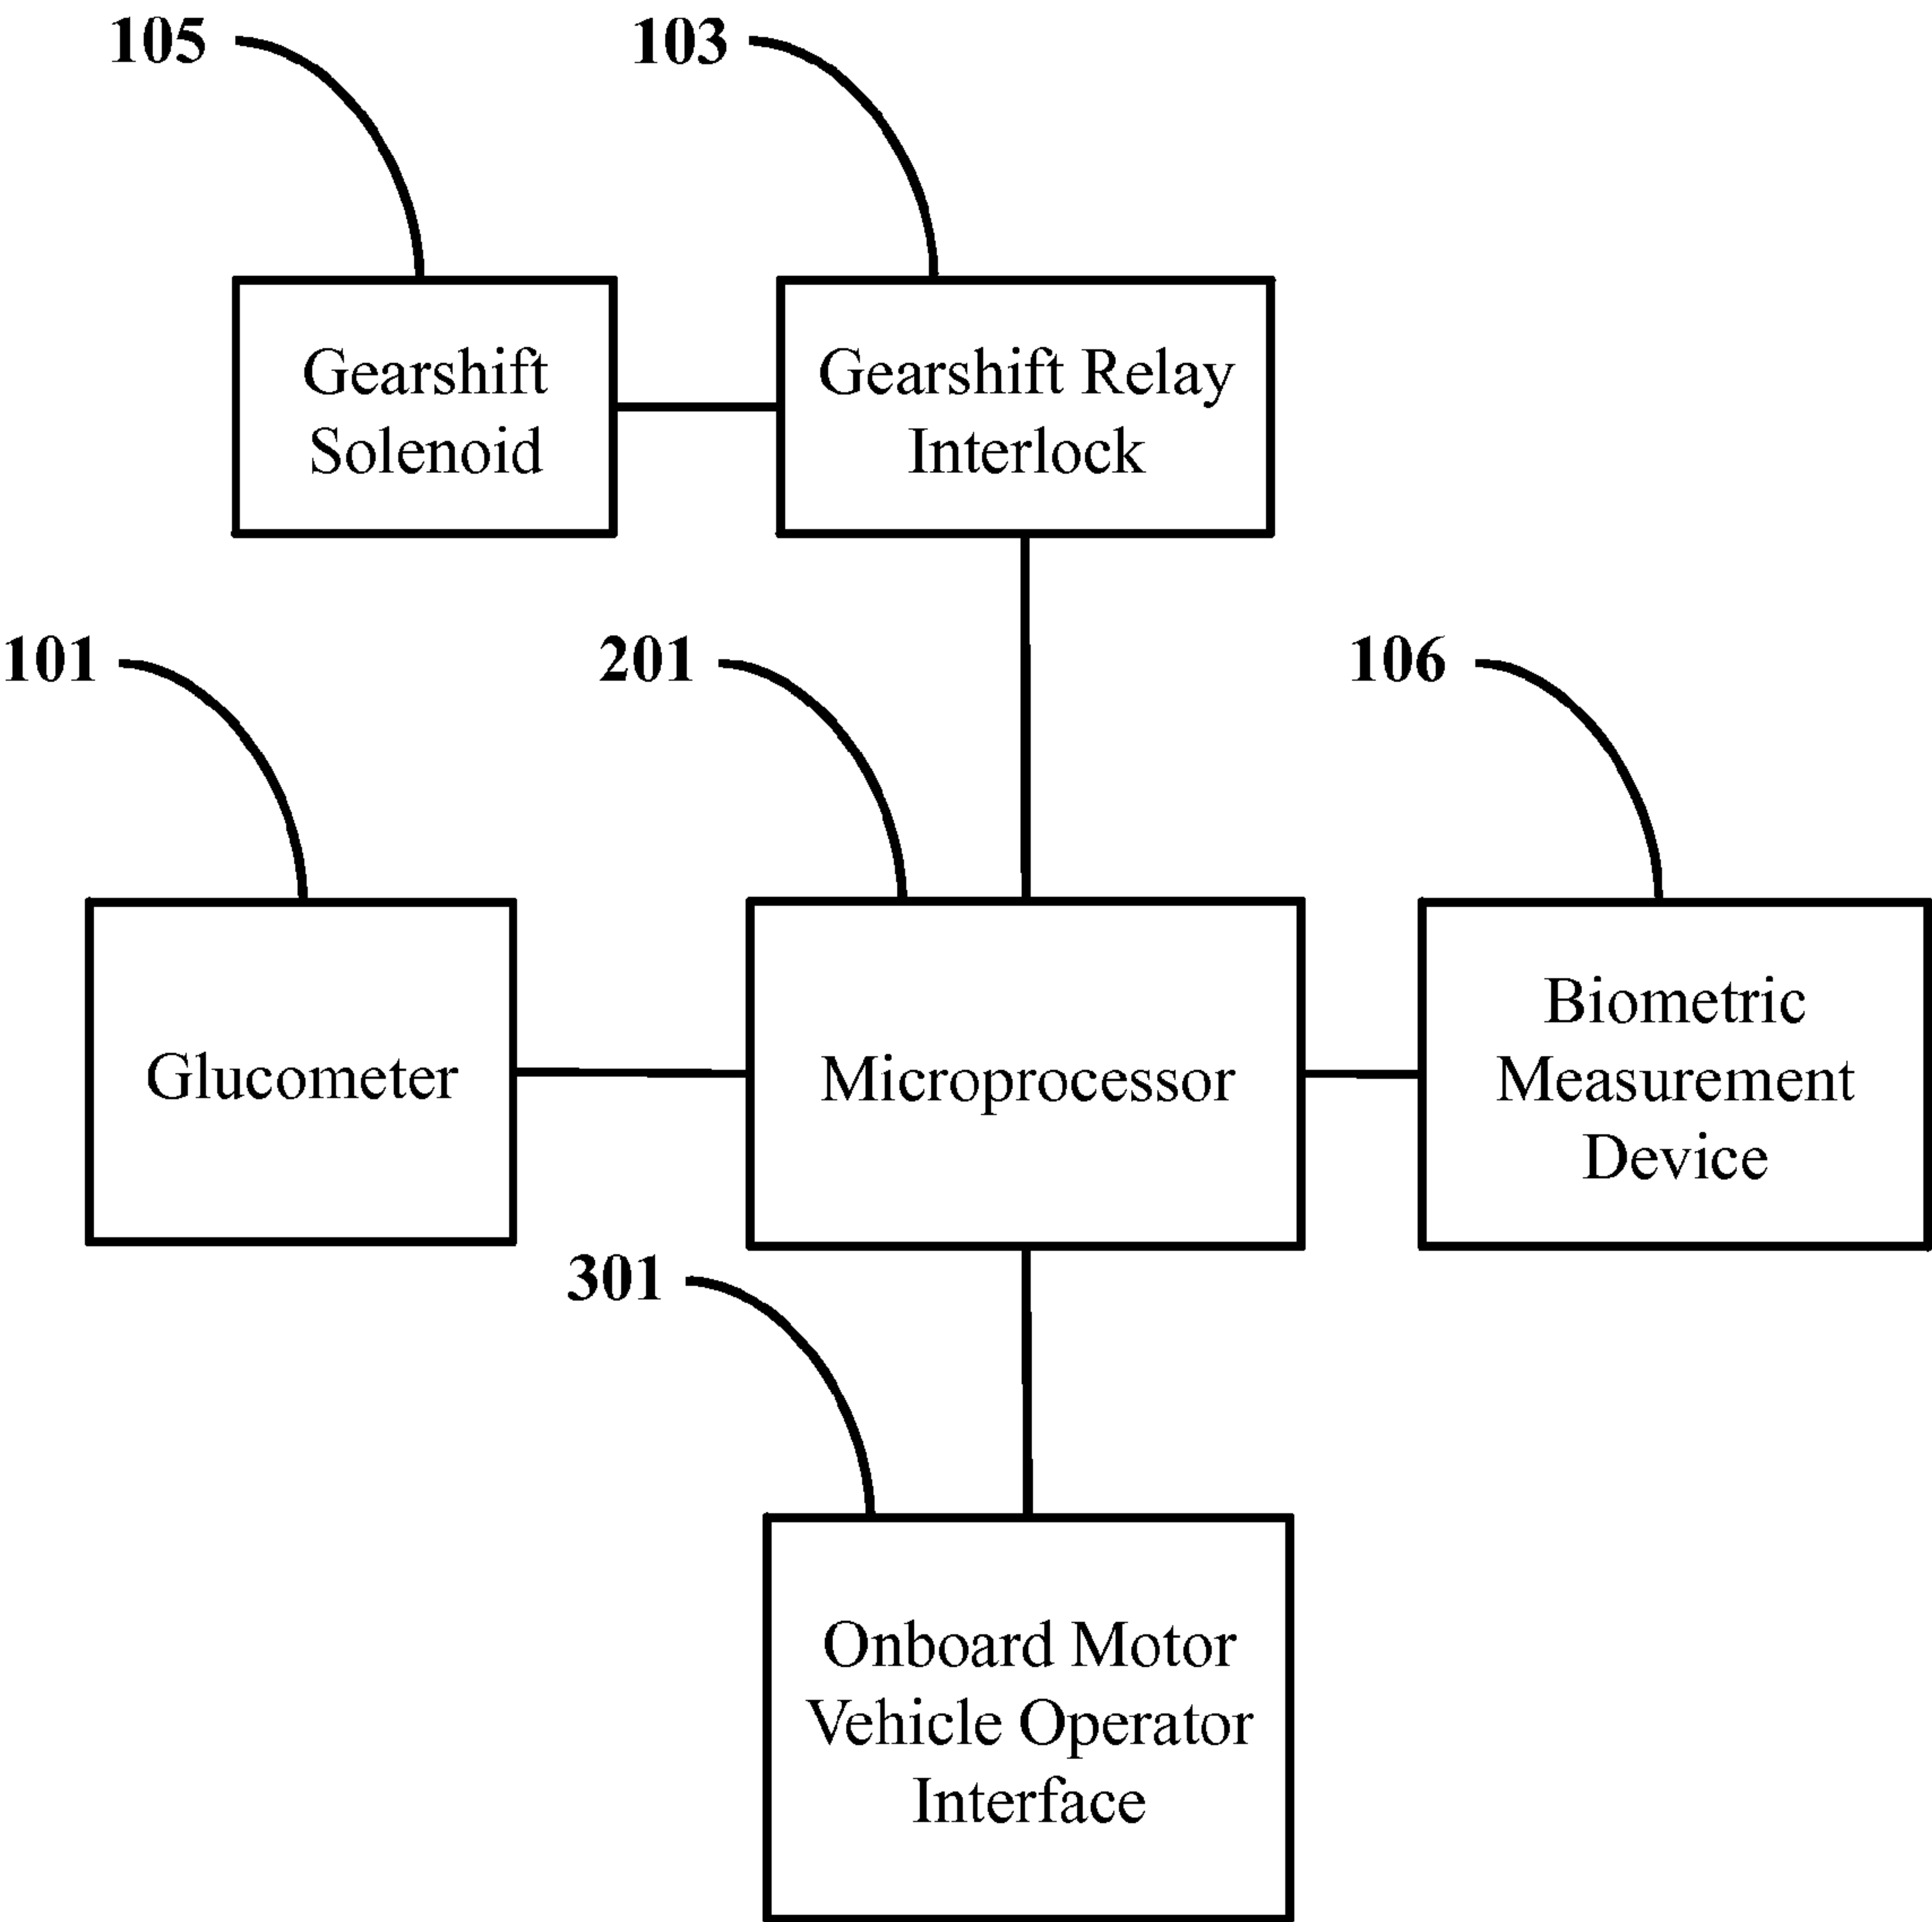 105
103
Gearshift
Solenoid
Gearshift Relay
Interlock
101
201
106
Glucometer
Microprocessor
Biometric
Measurement
Device
301
Onboard Motor
Vehicle Operator
Interface